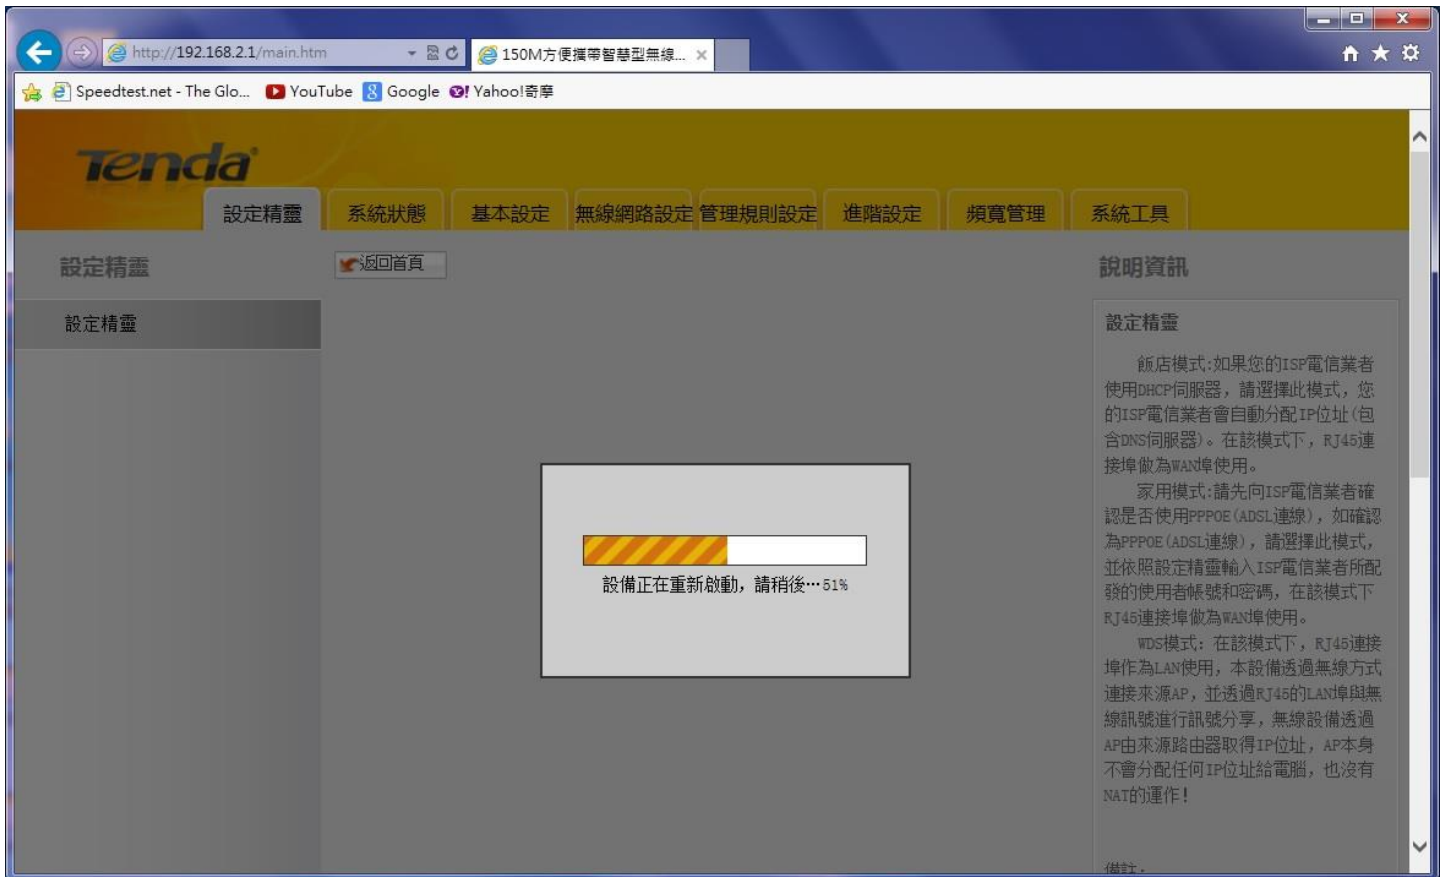 http://192.168.2.1/main.htm
150M方便攜帶智慧型無線...
Speedtest.net - The Glo...
YouTube
Google
Yahoo!奇摩
Tenda
設定精靈
系統狀態
基本設定
無線網路設定
管理規則設定
進階設定
頻寬管理
系統工具
設定精靈
設定精靈
返回首頁
設備正在重新啟動，請稍後…51%
說明資訊
設定精靈
飯店模式:如果您的ISP電信業者
使用DHCP伺服器，請選擇此模式，您
的ISP電信業者會自動分配IP位址(包
含DNS伺服器)。在該模式下，RJ45連
接埠做為WAN埠使用。
家用模式:請先向ISP電信業者確
認是否使用PPPOE(ADSL連線)，如確認
為PPPOE(ADSL連線)，請選擇此模式，
並依照設定精靈輸入ISP電信業者所配
發的使用者帳號和密碼，在該模式下
RJ45連接埠做為WAN埠使用。
WDS模式: 在該模式下，RJ45連接
埠作為LAN使用，本設備透過無線方式
連接來源AP，並透過RJ45的LAN埠與無
線訊號進行訊號分享，無線設備透過
AP由來源路由器取得IP位址，AP本身
不會分配任何IP位址給電腦，也沒有
NAT的運作!
備註: